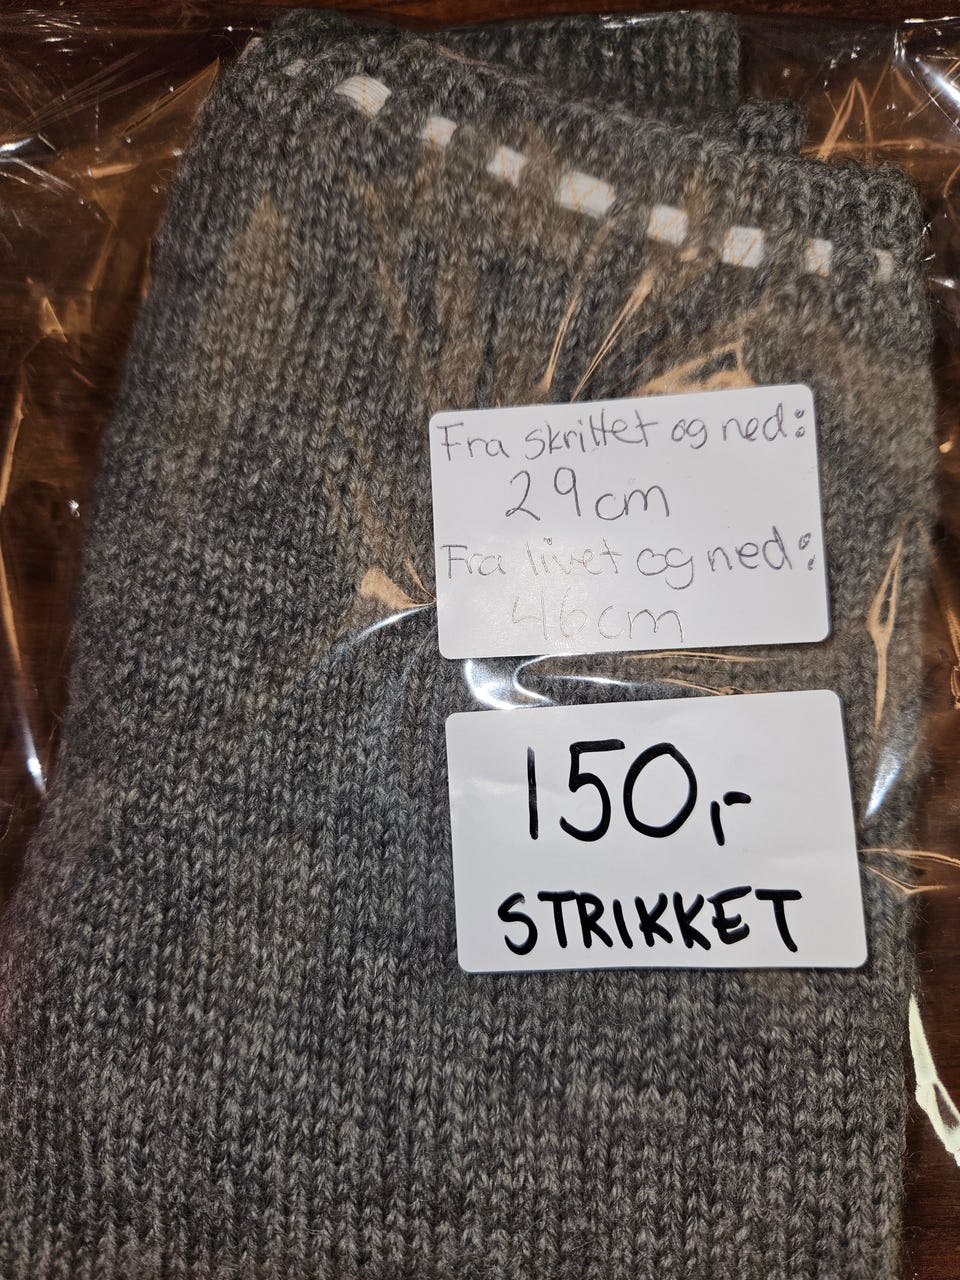 Fra skrittet og ned:
29cm
Fra livet og ned:
46cm
150,-
STRIKKET